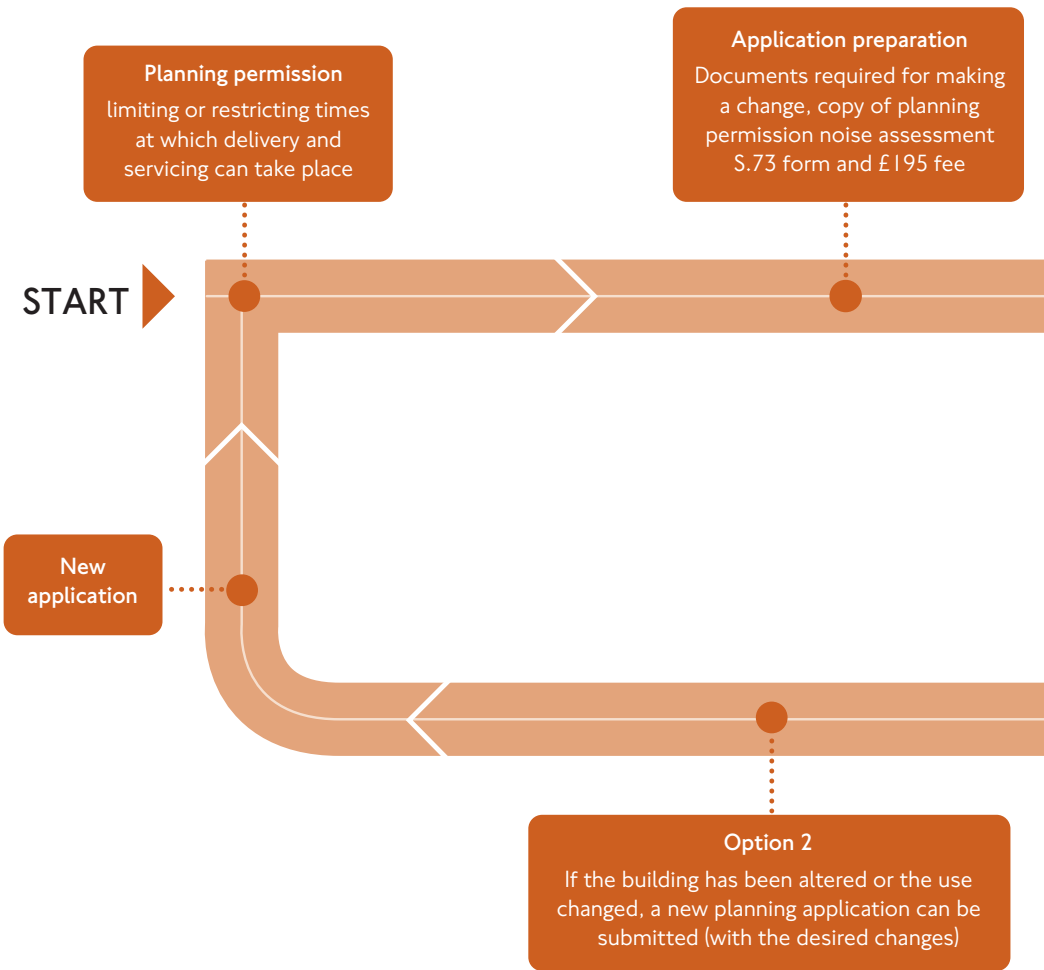 Planning permission
limiting or restricting times
at which delivery and
servicing can take place
Application preparation
Documents required for making
a change, copy of planning
permission noise assessment
S.73 form and £195 fee
START
New
application
Option 2
If the building has been altered or the use
changed, a new planning application can be
submitted (with the desired changes)